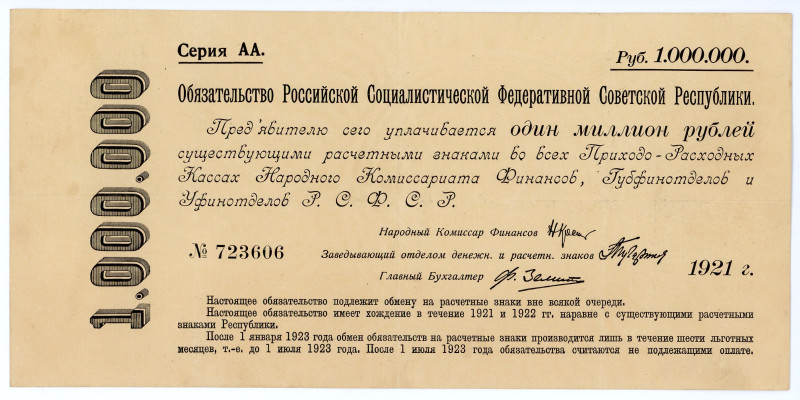 Серия АА.
Руб. 1.000.000.
1.000.000
Обязательство Российской Социалистической Федеративной Советской Республики.
Пред'явителю сего уплачивается один миллион рублей
существующими расчетными знаками во всех Приходо-Расходных
Кассах Народного Комиссариата Финансов, Губфинотделов и
Уфинотделов Р. С. Ф. С. Р.
Народный Комиссар Финансов
№ 723606
Заведывающий отделом денежн. и расчетн. знаков
1921 г.
Главный Бухгалтер
Настоящее обязательство подлежит обмену на расчетные знаки вне всякой очереди.
Настоящее обязательство имеет хождение в течение 1921 и 1922 гг. наравне с существующими расчетными
знаками Республики.
После 1 января 1923 года обмен обязательств на расчетные знаки производится лишь в течение шести льготных
месяцев, т.-е. до 1 июля 1923 года. После 1 июля 1923 года обязательства считаются не подлежащими оплате.